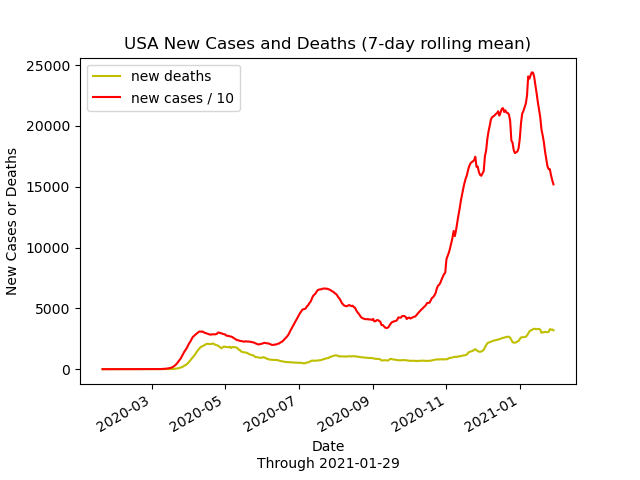 USA New Cases and Deaths (7-day rolling mean)
new deaths
new cases / 10
New Cases or Deaths
25000
20000
15000
10000
5000
0
2020-03
2020-05
2020-07
2020-09
2020-11
2021-01
Date
Through 2021-01-29